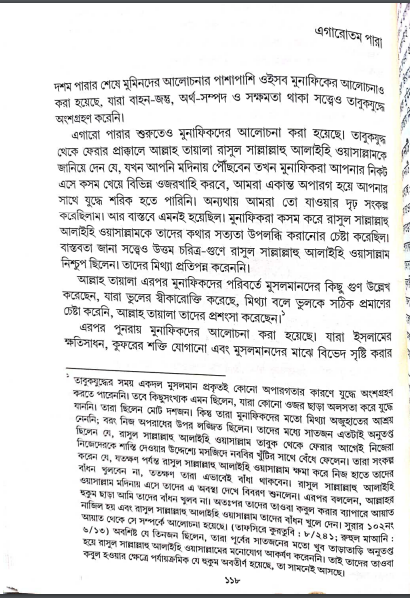 এগারোতম পারা
দশম পারার শেষে মুমিনদের আলোচনার পাশাপাশি ওইসব মুনাফিকের আলোচনাও
করা হয়েছে, যারা বাহন-জন্তু, অর্থ-সম্পদ ও সক্ষমতা থাকা সত্ত্বেও তাবুকযুদ্ধে
অংশগ্রহণ করেনি।
এগারো পারার শুরুতেও মুনাফিকদের আলোচনা করা হয়েছে। তাবুকযুদ্ধ
থেকে ফেরার প্রাক্কালে আল্লাহ তায়ালা রাসুল সাল্লাল্লাহু আলাইহি ওয়াসাল্লামকে
জানিয়ে দেন যে, যখন আপনি মদিনায় পৌঁছবেন তখন মুনাফিকরা আপনার নিকট
এসে কসম খেয়ে বিভিন্ন ওজরখাহি করবে, আমরা একান্ত অপারগ হয়ে আপনার
সাথে যুদ্ধে শরিক হতে পারিনি। অন্যথায় আমরা তো যাওয়ার দৃঢ় সংকল্প
করেছিলাম। আর বাস্তবে এমনই হয়েছিল। মুনাফিকরা কসম করে রাসুল সাল্লাল্লাহু
আলাইহি ওয়াসাল্লামকে তাদের কথার সত্যতা উপলব্ধি করানোর চেষ্টা করেছিল।
বাস্তবতা জানা সত্ত্বেও উত্তম চরিত্র-গুণে রাসুল সাল্লাল্লাহু আলাইহি ওয়াসাল্লাম
নিশ্চুপ ছিলেন। তাদের মিথ্যা প্রতিপন্ন করেননি।
আল্লাহ তায়ালা এরপর মুনাফিকদের পরিবর্তে মুসলমানদের কিছু গুণ উল্লেখ
করেছেন, যারা ভুলের স্বীকারোক্তি করেছে, মিথ্যা বলে ভুলকে সঠিক প্রমাণের
চেষ্টা করেনি, আল্লাহ তায়ালা তাদের প্রশংসা করেছেন।১
এরপর পুনরায় মুনাফিকদের আলোচনা করা হয়েছে। যারা ইসলামের
ক্ষতিসাধন, কুফরের শক্তি যোগানো এবং মুসলমানদের মাঝে বিভেদ সৃষ্টি করার
১ তাবুকযুদ্ধের সময় একদল মুসলমান প্রকৃতই কোনো অপারগতার কারণে যুদ্ধে অংশগ্রহণ
করতে পারেননি। তবে কিছুসংখ্যক এমন ছিলেন, যারা কোনো ওজর ছাড়া অলসতা করে যুদ্ধে
যাননি। তারা ছিলেন মোট দশজন। কিন্তু তারা মুনাফিকদের মতো মিথ্যা অজুহাতের আশ্রয়
নেননি; বরং নিজ অপরাধের উপর লজ্জিত ছিলেন। তাদের মধ্যে সাতজন এতটাই অনুতপ্ত
ছিলেন যে, রাসুল সাল্লাল্লাহু আলাইহি ওয়াসাল্লাম তাবুক থেকে ফেরার আগেই নিজেরা
নিজেদেরকে শাস্তি দেওয়ার উদ্দেশ্যে মসজিদে নববির খুঁটির সাথে বেঁধে ফেলেন। তারা সংকল্প
করেন যে, যতক্ষণ পর্যন্ত রাসুল সাল্লাল্লাহু আলাইহি ওয়াসাল্লাম ক্ষমা করে নিজ হাতে তাদের
বাঁধন খুলবেন না, ততক্ষণ তারা এভাবেই বাঁধা থাকবেন। রাসুল সাল্লাল্লাহু আলাইহি
ওয়াসাল্লাম মদিনায় এসে তাদের এ অবস্থা দেখে বিবরণ শুনলেন। এরপর বললেন, আল্লাহর
হুকুম ছাড়া আমি তাদের বাঁধন খুলব না। অতঃপর তাদের তাওবা কবুল করার ব্যাপারে আয়াত
নাজিল হয় এবং রাসুল সাল্লাল্লাহু আলাইহি ওয়াসাল্লাম তাদের বাঁধন খুলে দেন। সুরার ১০২নং
আয়াত থেকে সে সম্পর্কে আলোচনা হয়েছে। (তাফসিরে কুরতুবি : ৮/২৪১; রুহুল মাআনি :
৬/১৩) অবশিষ্ট যে তিনজন ছিলেন, তারা পূর্বের সাতজনের মতো খুব তাড়াতাড়ি অনুতপ্ত
হয়ে রাসুল সাল্লাল্লাহু আলাইহি ওয়াসাল্লামের মনোযোগ আকর্ষণ করেননি। তাই তাদের তাওবা
কবুল হওয়ার ক্ষেত্রে পর্যায়ক্রমিক যে হুকুম অবতীর্ণ হয়েছে, তা সামনেই আসছে।
১১৮